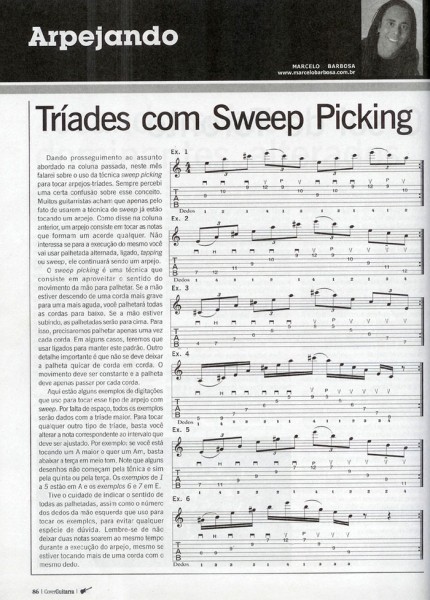 Arpejando
MARCELO BARBOSA
www.marcelobarbosa.com.br
Tríades com Sweep Picking
Dando prosseguimento ao assunto
abordado na coluna passada, neste mês
falarei sobre o uso da técnica sweep picking
para tocar arpejos-tríades. Sempre percebi
uma certa confusão sobre esse conceito.
Muitos guitarristas acham que apenas pelo
fato de usarem a técnica de sweep já estão
tocando um arpejo. Como disse na coluna
anterior, um arpejo consiste em tocar as notas
que formam um acorde qualquer. Não
interessa se para a execução do mesmo você
vai usar palhetada alternada, ligado, tapping
ou sweep, ele continuará sendo um arpejo.
O sweep picking é uma técnica que
consiste em aproveitar o sentido do
movimento da mão para palhetar. Se a mão
estiver descendo de uma corda mais grave
para uma mais aguda, você palhetará todas
as cordas para baixo. Se a mão estiver
subindo, as palhetadas serão para cima. Para
isso, precisaremos palhetar apenas uma vez
cada corda. Em alguns casos, teremos que
usar ligados para manter este padrão. Outro
detalhe importante é que não se deve deixar
a palheta quicar de corda em corda. O
movimento deve ser constante e a palheta
deve apenas passar por cada corda.
Aqui estão alguns exemplos de digitações
que uso para tocar esse tipo de arpejo com
sweep. Por falta de espaço, todos os exemplos
serão dados com a tríade maior. Para tocar
qualquer outro tipo de tríade, basta você
alterar a nota correspondente ao intervalo que
deve ser ajustado. Por exemplo: se você está
tocando um A maior e quer um Am, basta
abaixar a terça em meio tom. Note que alguns
desenhos não começam pela tônica e sim
pela quinta ou pela terça. Os exemplos de 1
a 5 estão em A e os exemplos 6 e 7 em E.
Tive o cuidado de indicar o sentido de
todas as palhetadas, assim como o número
dos dedos da mão esquerda que uso para
tocar os exemplos, para evitar qualquer
espécie de dúvida. Lembre-se de não
deixar duas notas soarem ao mesmo tempo
durante a execução do arpejo, mesmo se
estiver tocando mais de uma corda com o
mesmo dedo.
Ex. 1
Dedos
Ex. 2
Dedos
Ex. 3
Dedos
Ex. 4
Dedos
Ex. 5
Dedos
Ex. 6
Dedos
86 | CoverGuitarra |